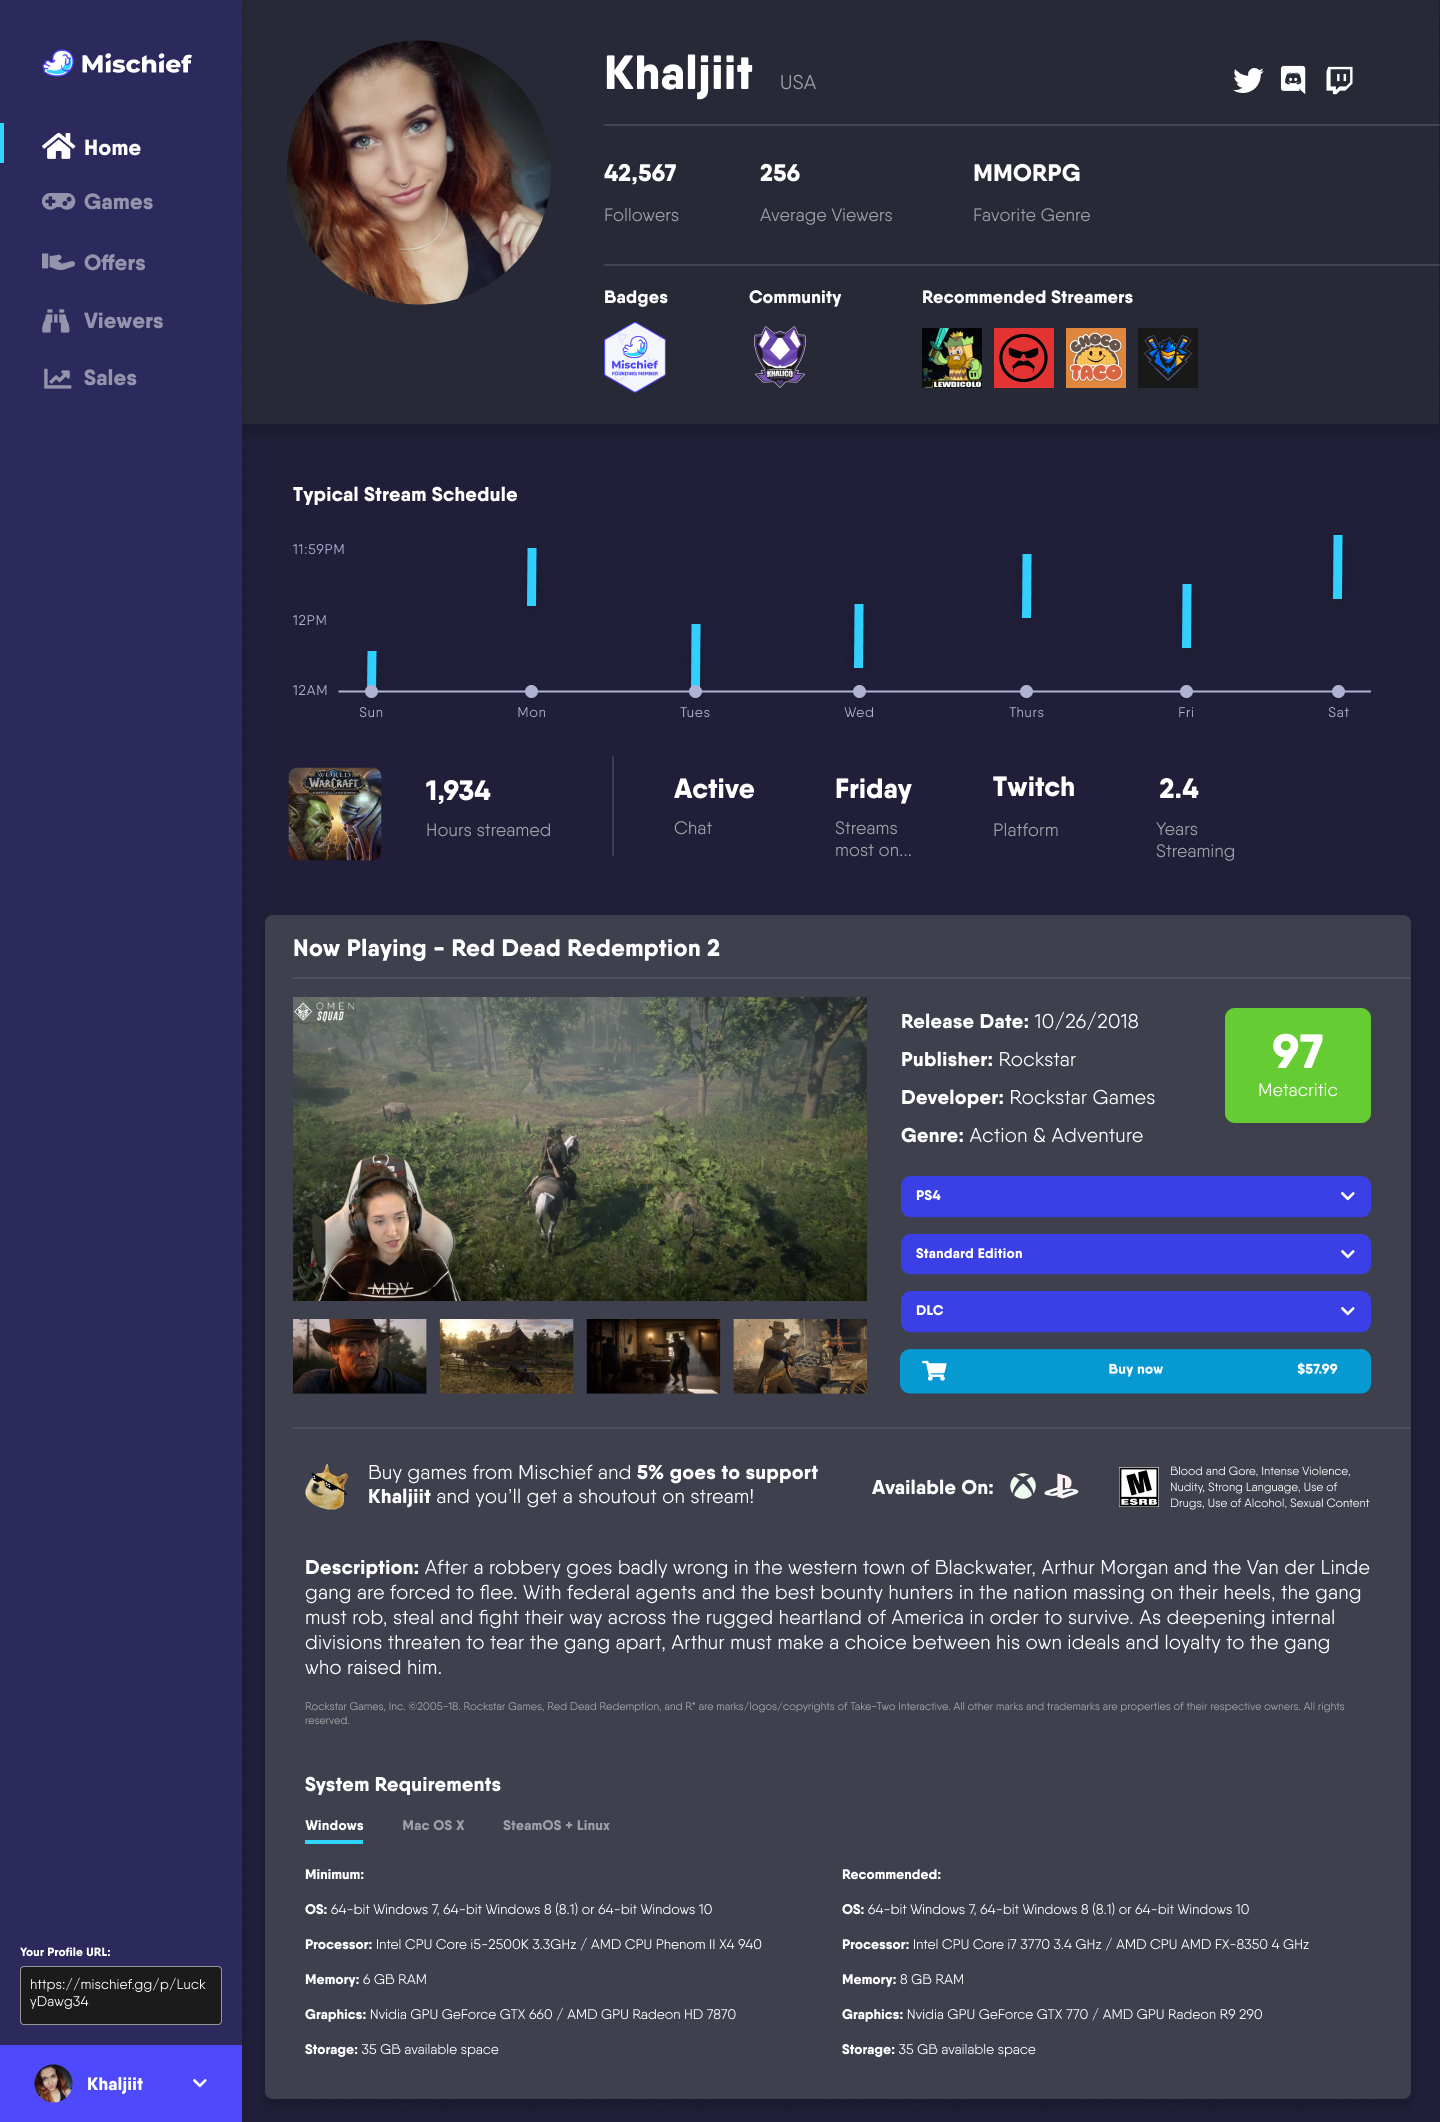 Mischief
Home
Games
Offers
Viewers
Sales
Your Profile URL:
https://mischief.gg/p/Luck
yDawg34
Khaljiit
Khaljiit USA
42,567
Followers
256
Average Viewers
MMORPG
Favorite Genre
Badges
Mischief
FOUNDING MEMBER
Community
KHALICO
Recommended Streamers
LEWDICOLO
CHOCO
TACO
Typical Stream Schedule
11:59PM
12PM
12AM
Sun Mon Tues Wed Thurs Fri Sat
WORLD
WARCRAFT
1,934
Hours streamed
Active
Chat
Friday
Streams
most on...
Twitch
Platform
2.4
Years
Streaming
Now Playing - Red Dead Redemption 2
OMEN
SQUAD
MDV
Release Date: 10/26/2018
Publisher: Rockstar
Developer: Rockstar Games
Genre: Action & Adventure
97
Metacritic
PS4
Standard Edition
DLC
Buy now $57.99
Buy games from Mischief and 5% goes to support
Khaljiit and you'll get a shoutout on stream!
Available On:
M
ESRB
Blood and Gore, Intense Violence,
Nudity, Strong Language, Use of
Drugs, Use of Alcohol, Sexual Content
Description: After a robbery goes badly wrong in the western town of Blackwater, Arthur Morgan and the Van der Linde
gang are forced to flee. With federal agents and the best bounty hunters in the nation massing on their heels, the gang
must rob, steal and fight their way across the rugged heartland of America in order to survive. As deepening internal
divisions threaten to tear the gang apart, Arthur must make a choice between his own ideals and loyalty to the gang
who raised him.
Rockstar Games, Inc. ©2005-18. Rockstar Games, Red Dead Redemption, and R* are marks/logos/copyrights of Take-Two Interactive. All other marks and trademarks are properties of their respective owners. All rights
reserved.
System Requirements
Windows Mac OS X SteamOS + Linux
Minimum:
OS: 64-bit Windows 7, 64-bit Windows 8 (8.1) or 64-bit Windows 10
Processor: Intel CPU Core i5-2500K 3.3GHz / AMD CPU Phenom II X4 940
Memory: 6 GB RAM
Graphics: Nvidia GPU GeForce GTX 660 / AMD GPU Radeon HD 7870
Storage: 35 GB available space
Recommended:
OS: 64-bit Windows 7, 64-bit Windows 8 (8.1) or 64-bit Windows 10
Processor: Intel CPU Core i7 3770 3.4 GHz / AMD CPU AMD FX-8350 4 GHz
Memory: 8 GB RAM
Graphics: Nvidia GPU GeForce GTX 770 / AMD GPU Radeon R9 290
Storage: 35 GB available space